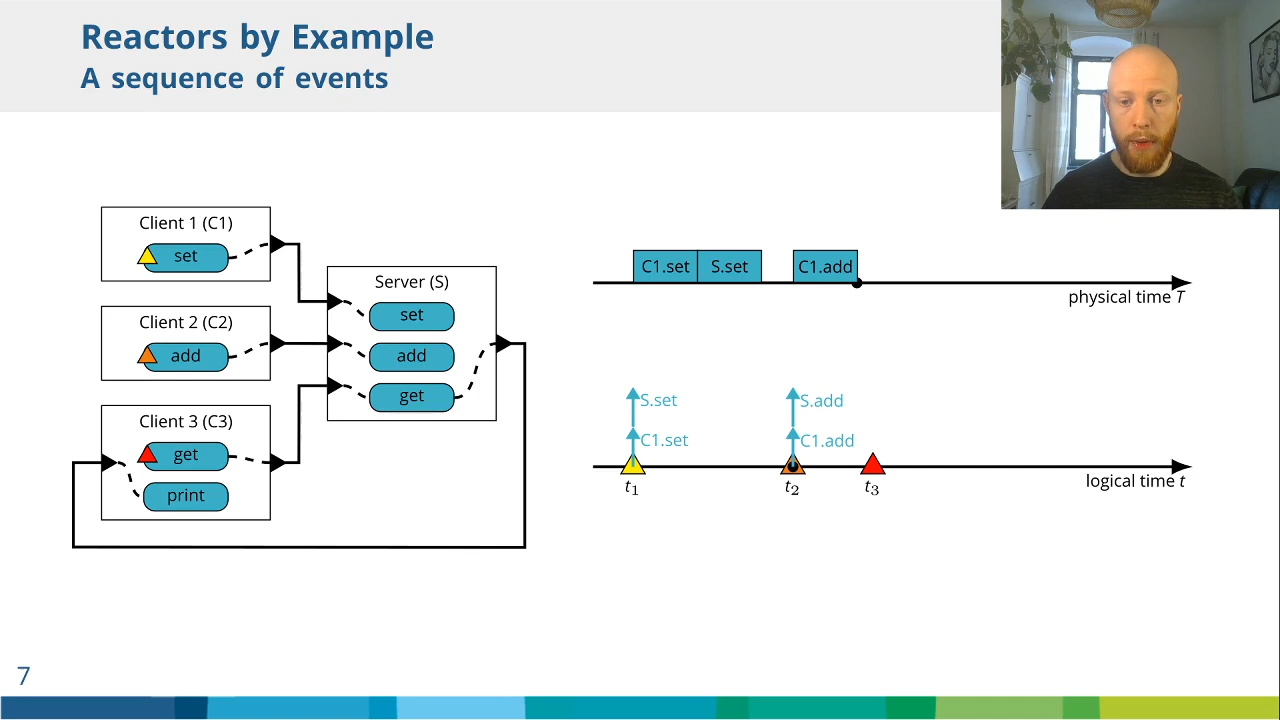 Reactors by Example
A sequence of events
Client 1 (C1)
set
Client 2 (C2)
add
Client 3 (C3)
get
print
Server (S)
set
add
get
C1.set
S.set
C1.add
physical time T
S.set
C1.set
S.add
C1.add
t1
t2
t3
logical time t
7